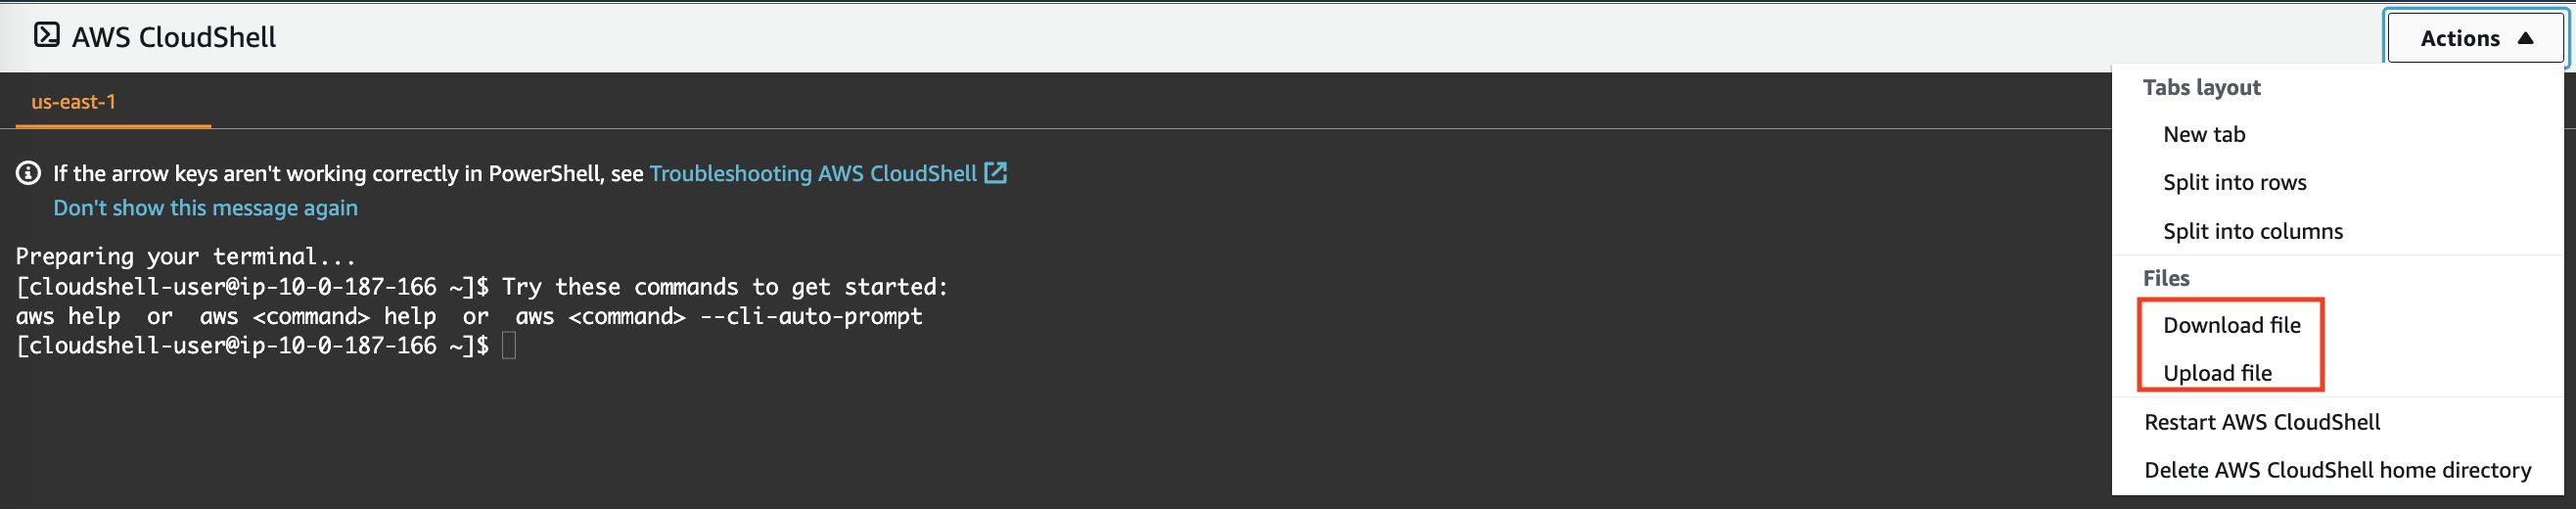 AWS CloudShell
Actions
us-east-1
If the arrow keys aren't working correctly in PowerShell, see Troubleshooting AWS CloudShell
Don't show this message again
Preparing your terminal...
[cloudshell-user@ip-10-0-187-166 ~]$ Try these commands to get started:
aws help  or  aws <command> help  or  aws <command> --cli-auto-prompt
[cloudshell-user@ip-10-0-187-166 ~]$
Tabs layout
New tab
Split into rows
Split into columns
Files
Download file
Upload file
Restart AWS CloudShell
Delete AWS CloudShell home directory